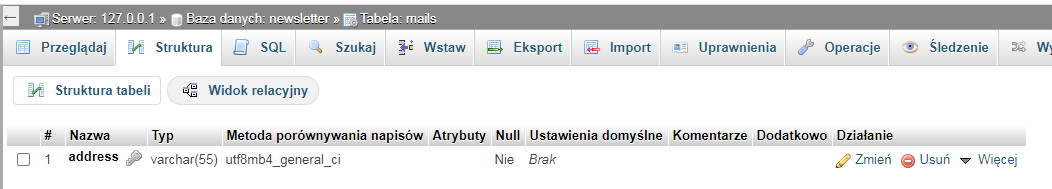 Serwer: 127.0.0.1 » Baza danych: newsletter » Tabela: mails
Przeglądaj Struktura SQL Szukaj Wstaw Eksport Import Uprawnienia Operacje Śledzenie
Struktura tabeli Widok relacyjny
# Nazwa Typ Metoda porównywania napisów Atrybuty Null Ustawienia domyślne Komentarze Dodatkowo Działanie
1 address varchar(55) utf8mb4_general_ci Nie Brak Zmień Usuń Więcej